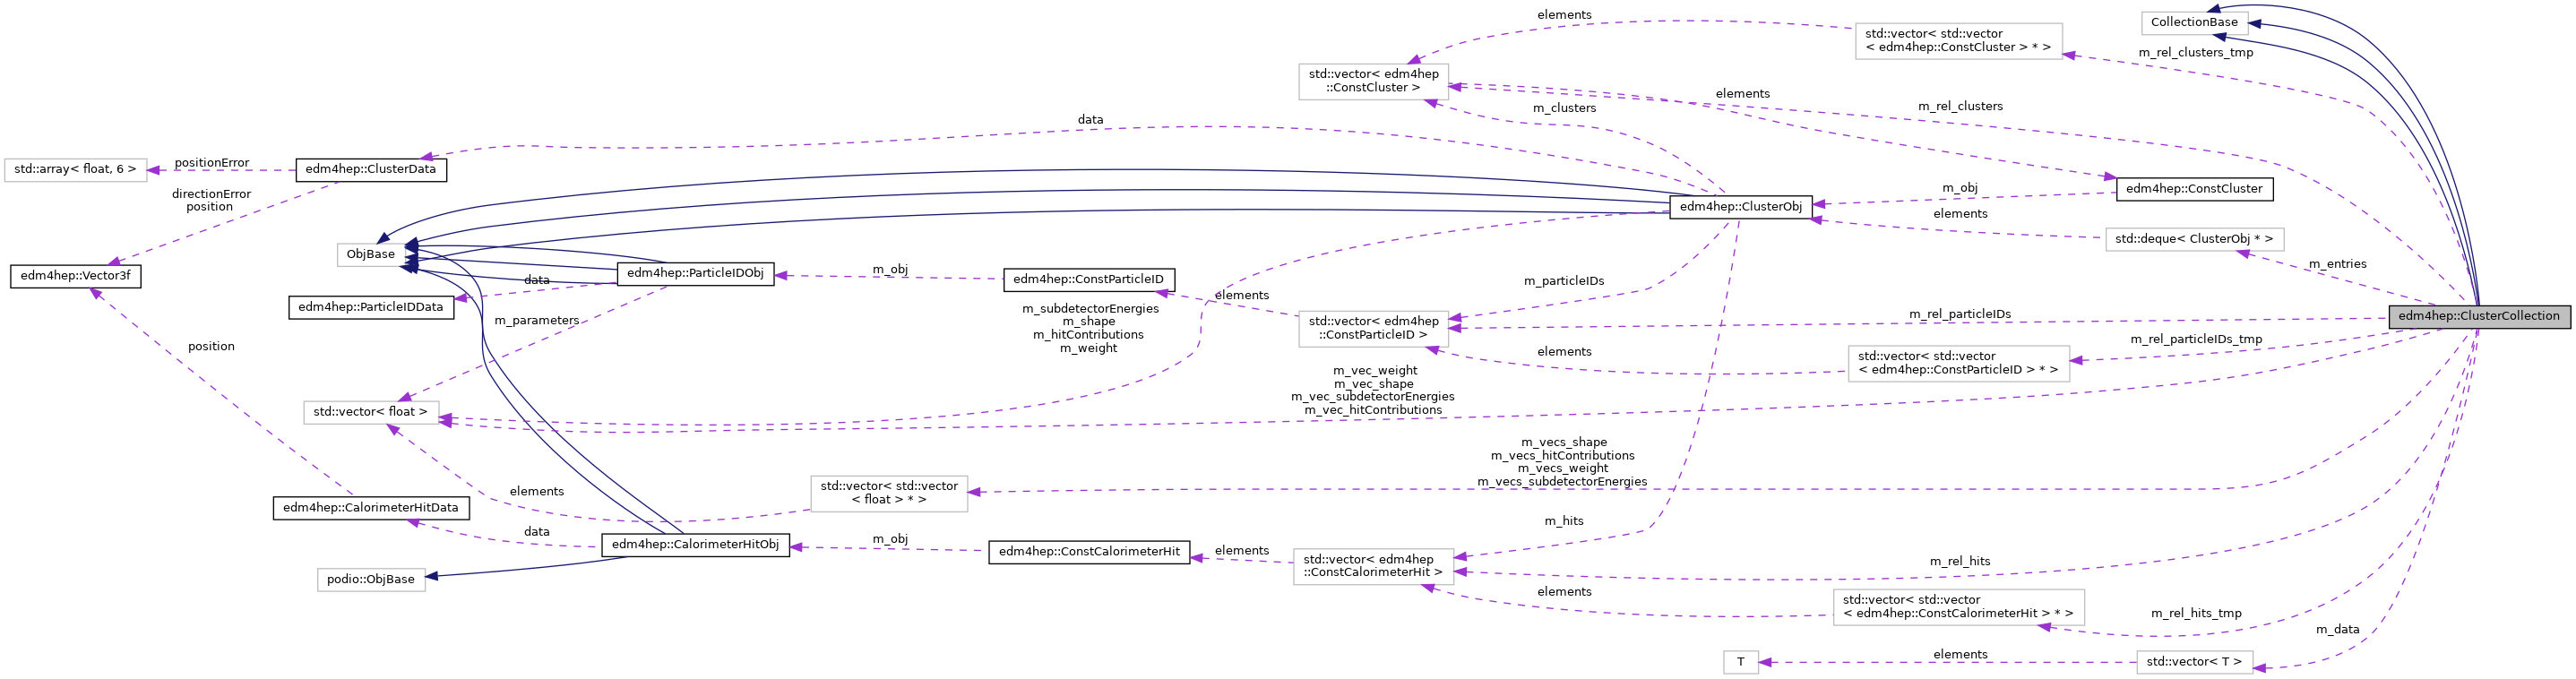 elements
CollectionBase
std::vector< std::vector
< edm4hep::ConstCluster > * >
m_rel_clusters_tmp
std::vector< edm4hep
::ConstCluster >
elements
m_rel_clusters
m_clusters
data
std::array< float, 6 >
positionError
edm4hep::ClusterData
directionError
position
edm4hep::ConstCluster
m_obj
edm4hep::ClusterObj
elements
std::deque< ClusterObj * >
ObjBase
m_entries
edm4hep::Vector3f
edm4hep::ParticleIDObj
m_obj
edm4hep::ConstParticleID
data
m_particleIDs
elements
edm4hep::ParticleIDData
m_subdetectorEnergies
m_shape
m_hitContributions
m_weight
m_parameters
std::vector< edm4hep
::ConstParticleID >
m_rel_particleIDs
edm4hep::ClusterCollection
m_rel_particleIDs_tmp
position
elements
std::vector< std::vector
< edm4hep::ConstParticleID > * >
m_vec_weight
m_vec_shape
m_vec_subdetectorEnergies
m_vec_hitContributions
std::vector< float >
m_vecs_shape
m_vecs_hitContributions
m_vecs_weight
m_vecs_subdetectorEnergies
elements
std::vector< std::vector
< float > * >
edm4hep::CalorimeterHitData
m_hits
data
edm4hep::CalorimeterHitObj
m_obj
edm4hep::ConstCalorimeterHit
elements
std::vector< edm4hep
::ConstCalorimeterHit >
m_rel_hits
podio::ObjBase
elements
std::vector< std::vector
< edm4hep::ConstCalorimeterHit > * >
m_rel_hits_tmp
m_data
T
elements
std::vector< T >